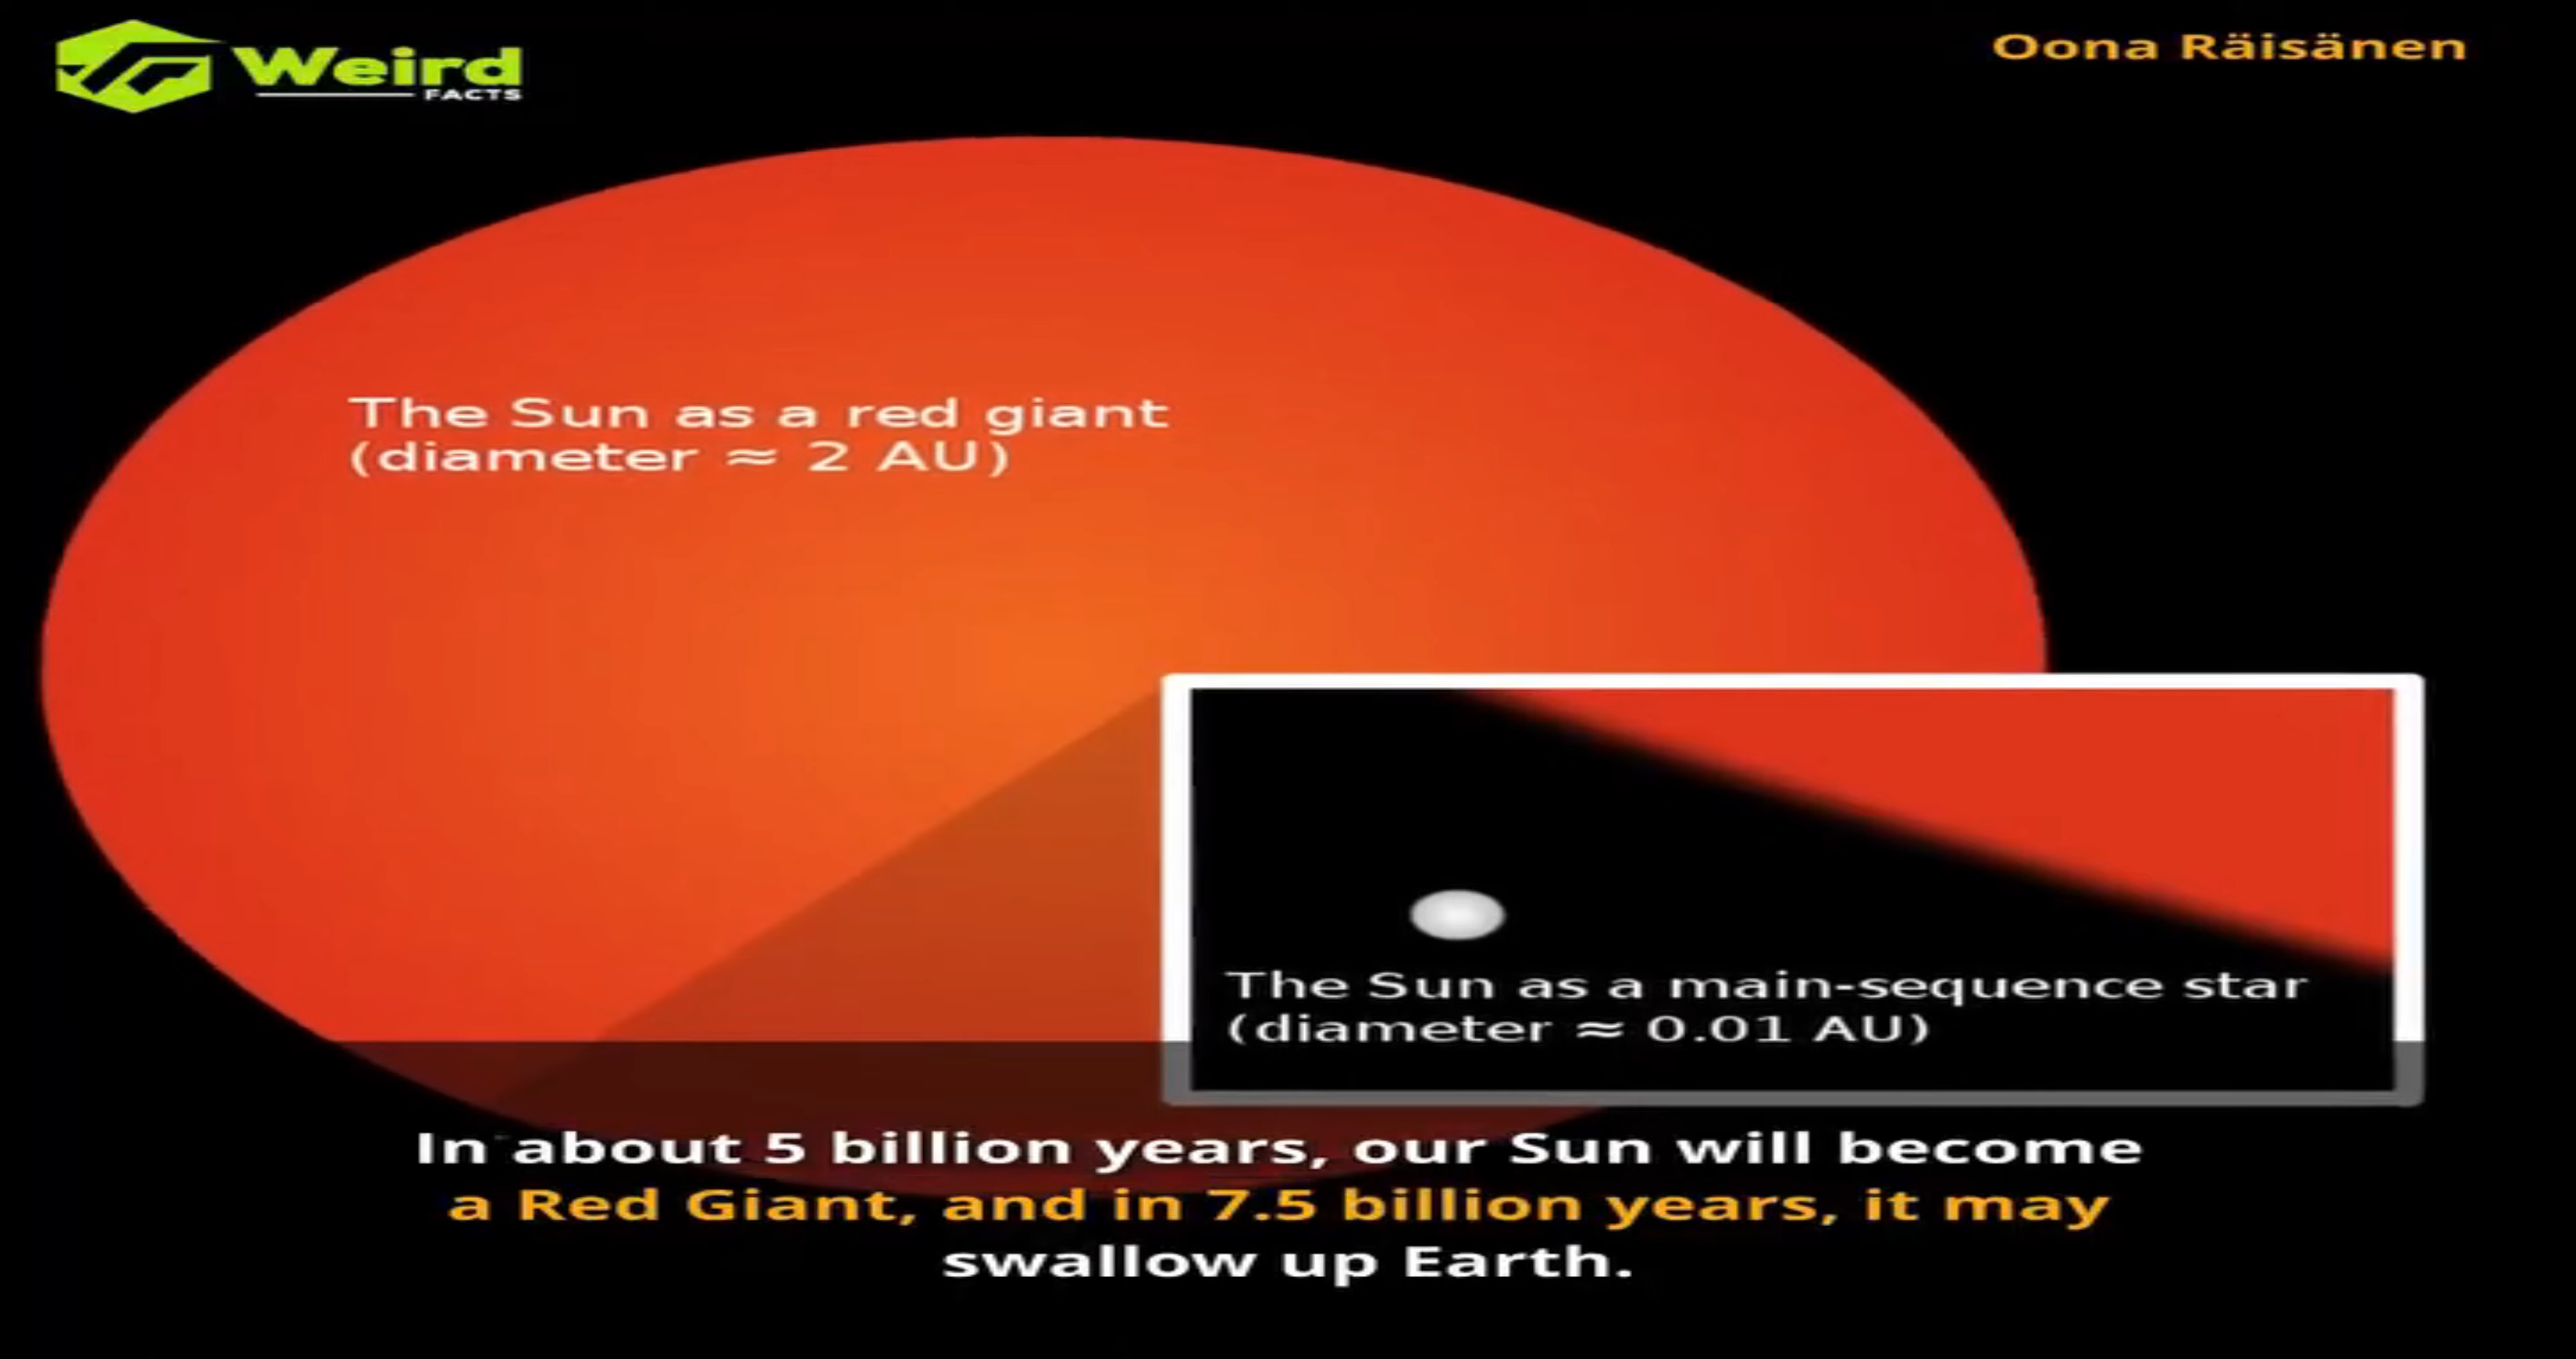 Weird
FACTS
Oona Räisänen
The Sun as a red giant
(diameter ≈ 2 AU)
The Sun as a main-sequence star
(diameter ≈ 0.01 AU)
In about 5 billion years, our Sun will become
a Red Giant, and in 7.5 billion years, it may
swallow up Earth.